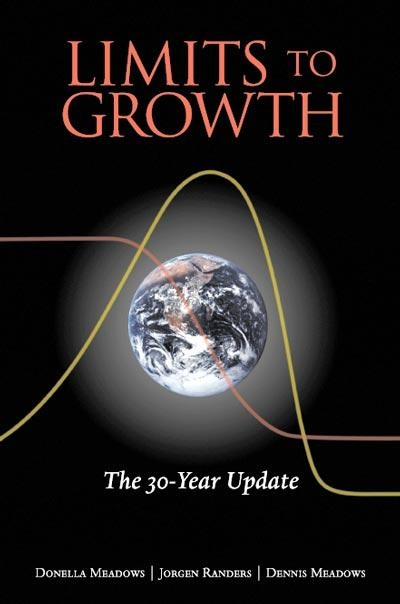 LIMITS TO
GROWTH
The 30-Year Update
DONELLA MEADOWS | JORGEN RANDERS | DENNIS MEADOWS